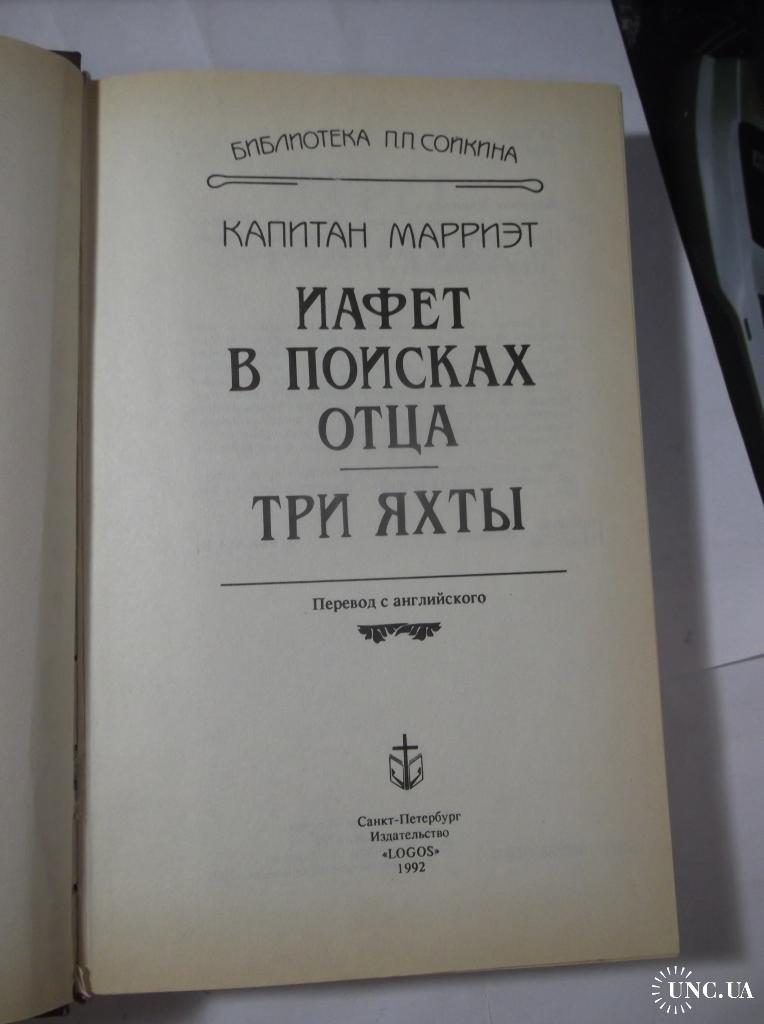 БИБЛИОТЕКА П.П.СОЙКИНА
КАПИТАН МАРРИЭТ
ИАФЕТ
В ПОИСКАХ
ОТЦА
ТРИ ЯХТЫ
Перевод с английского
Санкт-Петербург
Издательство
«LOGOS»
1992
UNC.UA